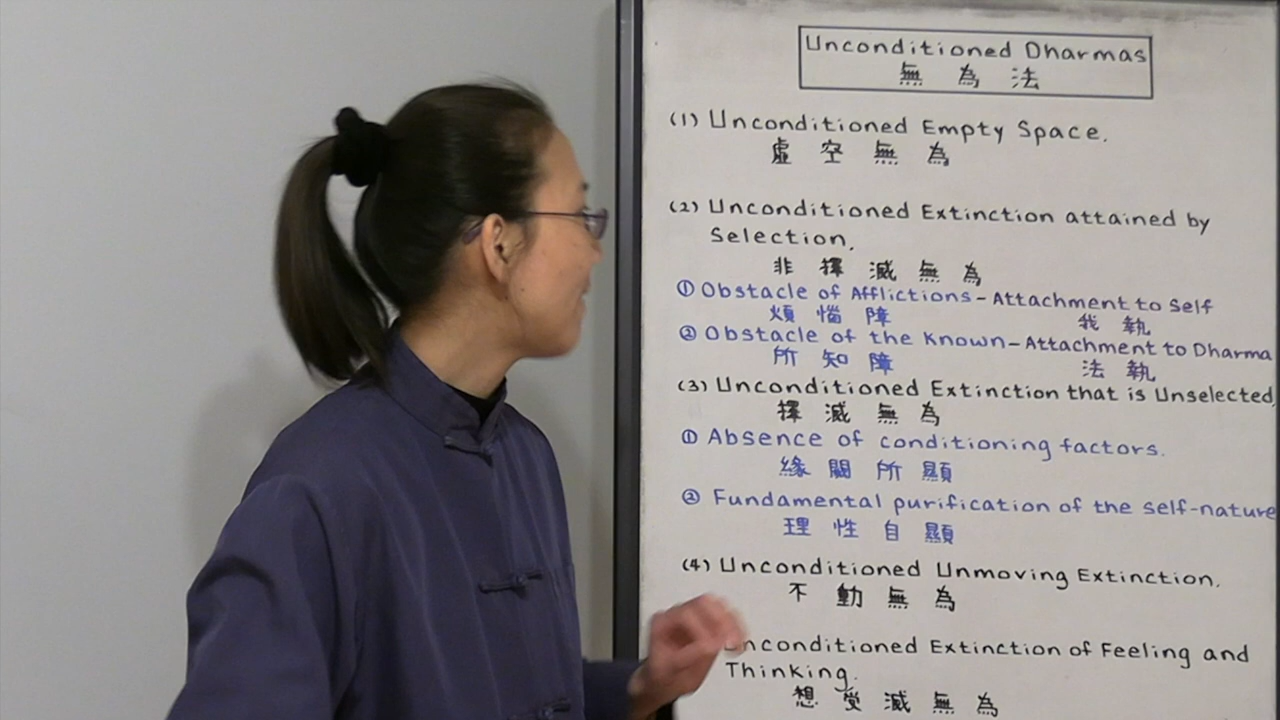 Unconditioned Dharmas
無為法
(1) Unconditioned Empty Space.
虛空無為
(2) Unconditioned Extinction attained by
Selection.
非擇滅無為
① Obstacle of Afflictions - Attachment to Self
煩惱障 我執
② Obstacle of the Known - Attachment to Dharma
所知障 法執
(3) Unconditioned Extinction that is Unselected
擇滅無為
① Absence of conditioning factors.
緣闕所顯
② Fundamental purification of the self-nature
理性自顯
(4) Unconditioned Unmoving Extinction.
不動無為
Unconditioned Extinction of Feeling and
Thinking.
想受滅無為